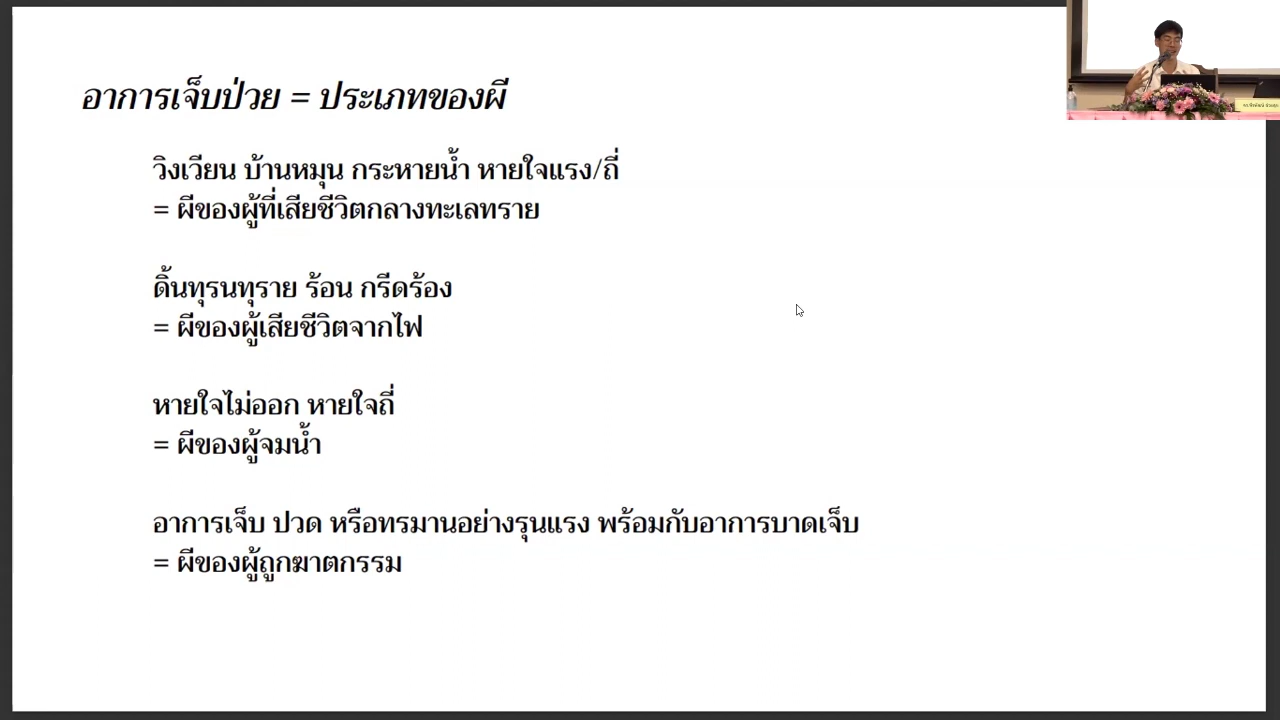 อาการเจ็บป่วย = ประเภทของผี
วิงเวียน บ้านหมุน กระหายน้ำ หายใจแรง/ถี่
= ผีของผู้ที่เสียชีวิตกลางทะเลทราย
ดิ้นทุรนทุราย ร้อน กรีดร้อง
= ผีของผู้เสียชีวิตจากไฟ
หายใจไม่ออก หายใจถี่
= ผีของผู้จมน้ำ
อาการเจ็บ ปวด หรือทรมานอย่างรุนแรง พร้อมกับอาการบาดเจ็บ
= ผีของผู้ถูกฆาตกรรม